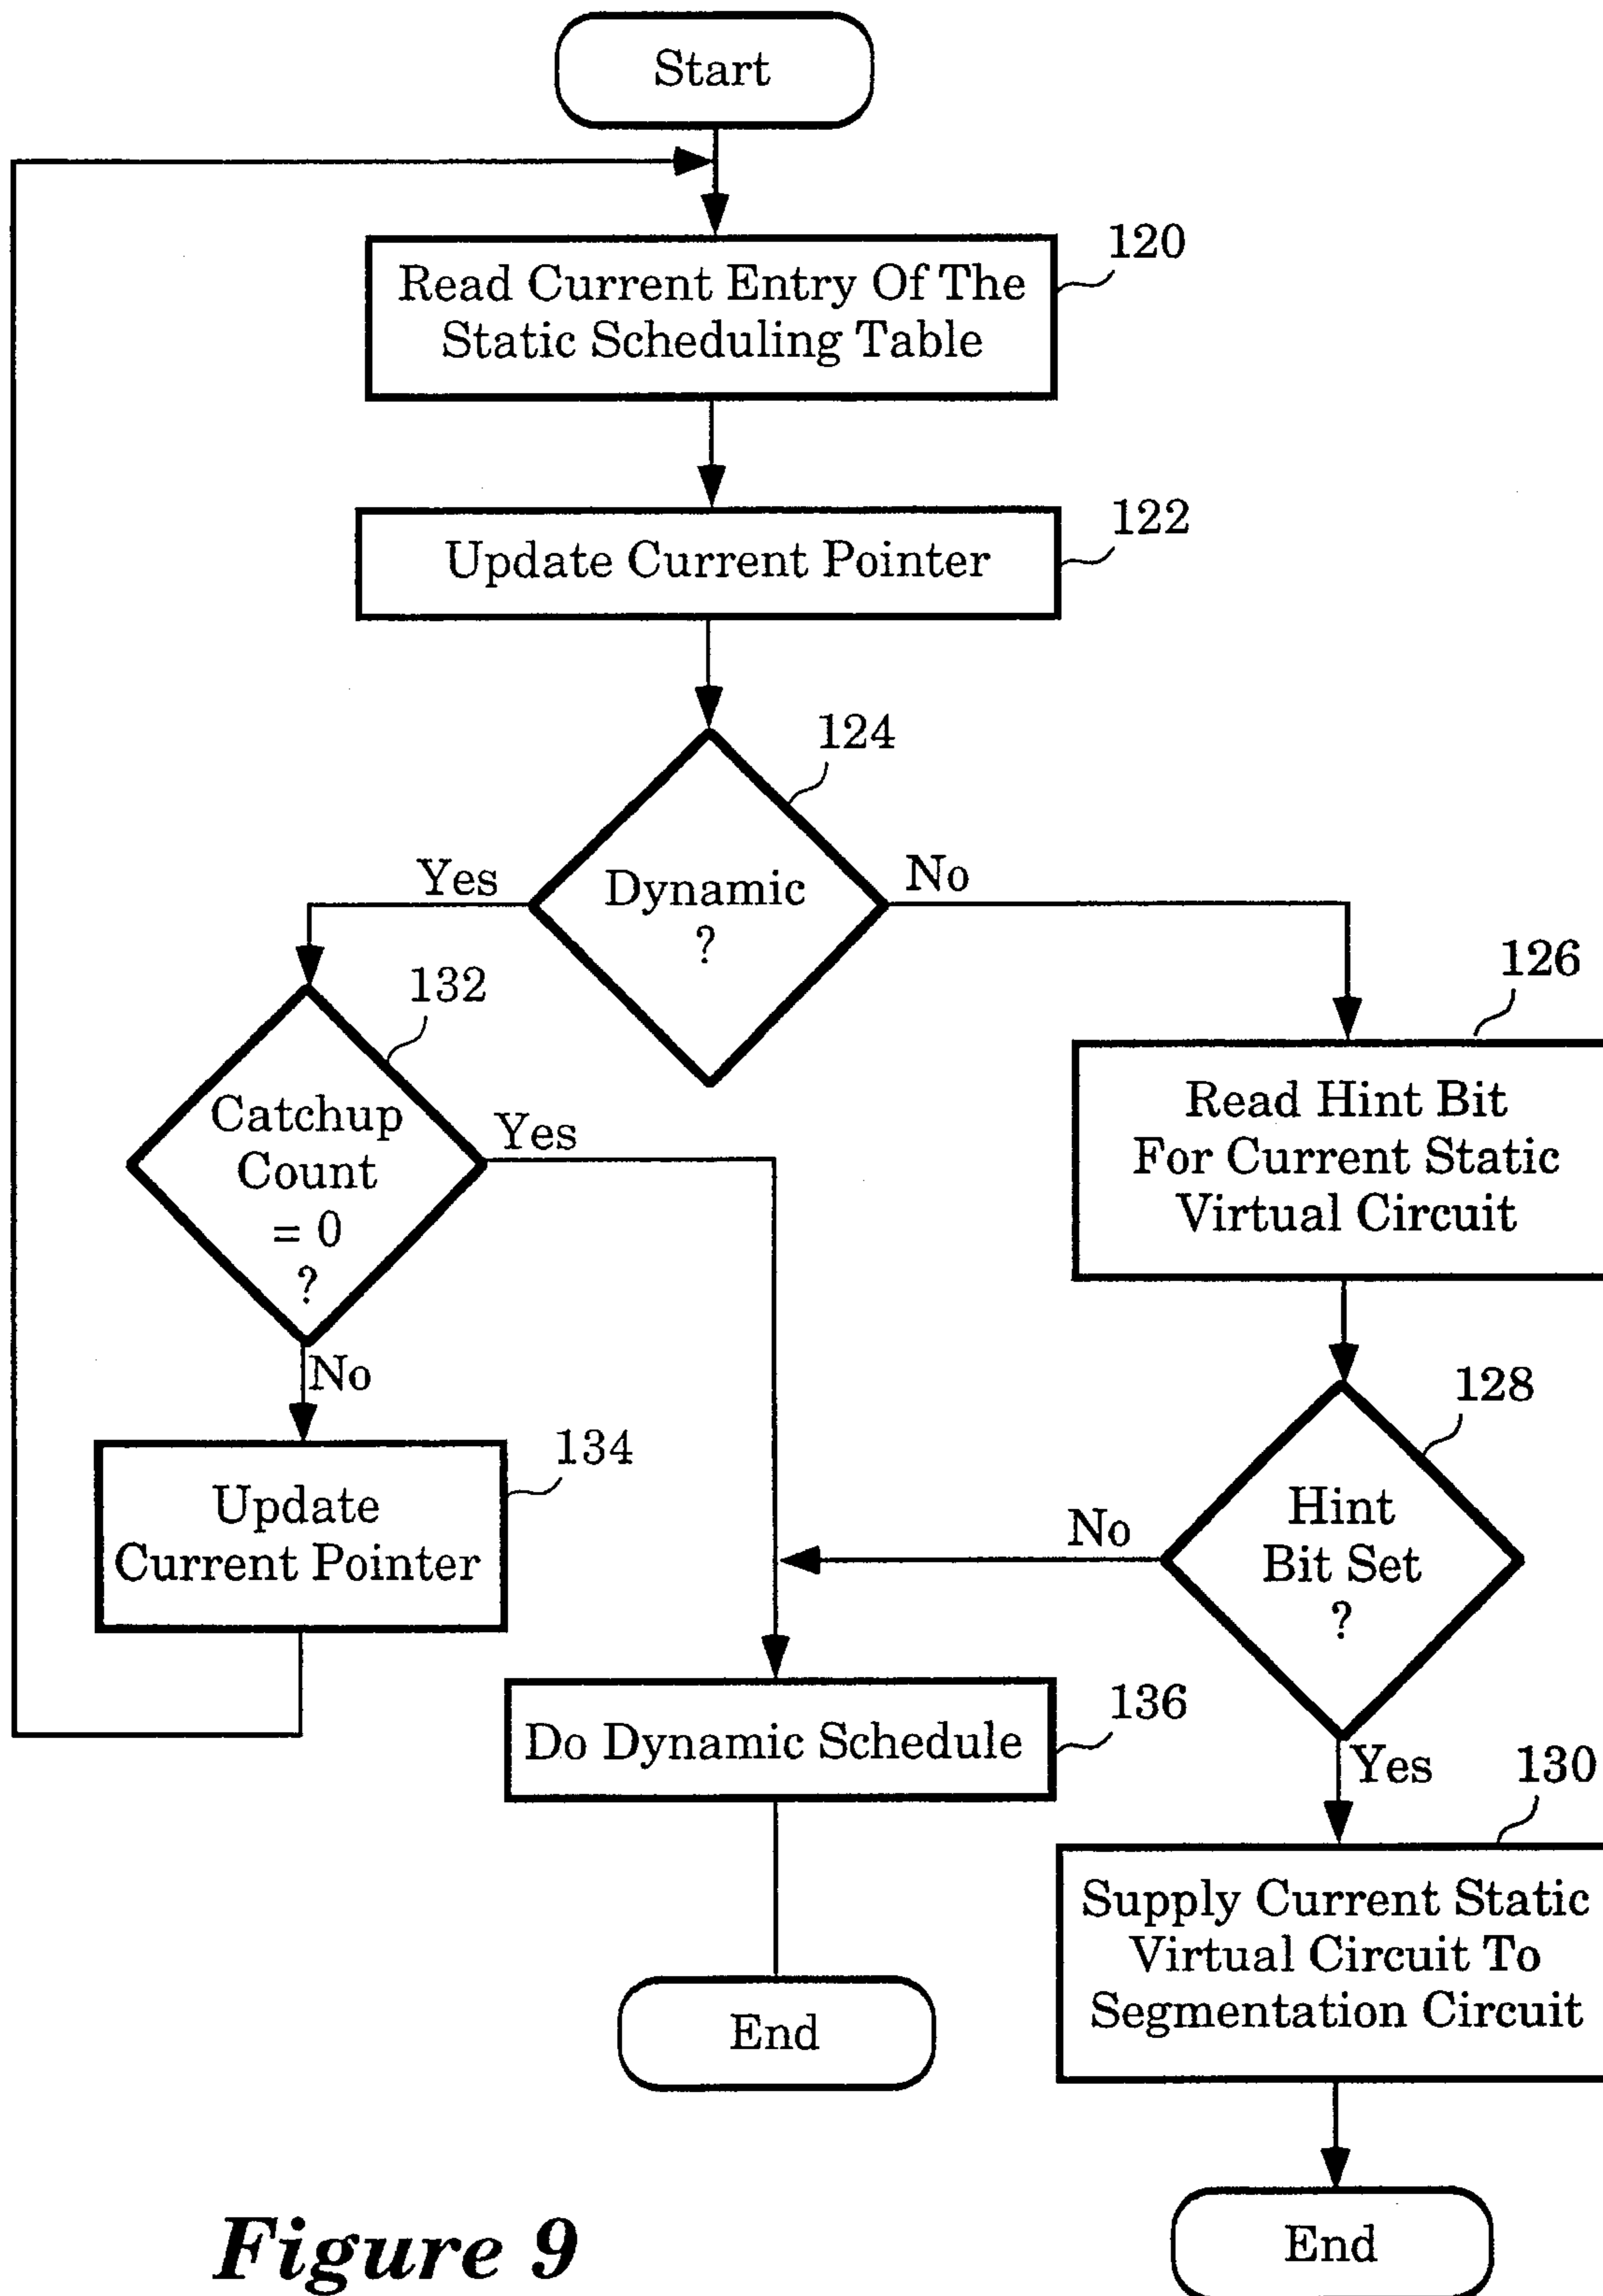 Start
120
Read Current Entry Of The
Static Scheduling Table
122
Update Current Pointer
124
Dynamic
?
Yes
No
126
Read Hint Bit
For Current Static
Virtual Circuit
132
Catchup
Count
= 0
?
Yes
No
128
Hint
Bit Set
?
No
Yes
134
Update
Current Pointer
136
Do Dynamic Schedule
130
Supply Current Static
Virtual Circuit To
Segmentation Circuit
End
End
Figure 9